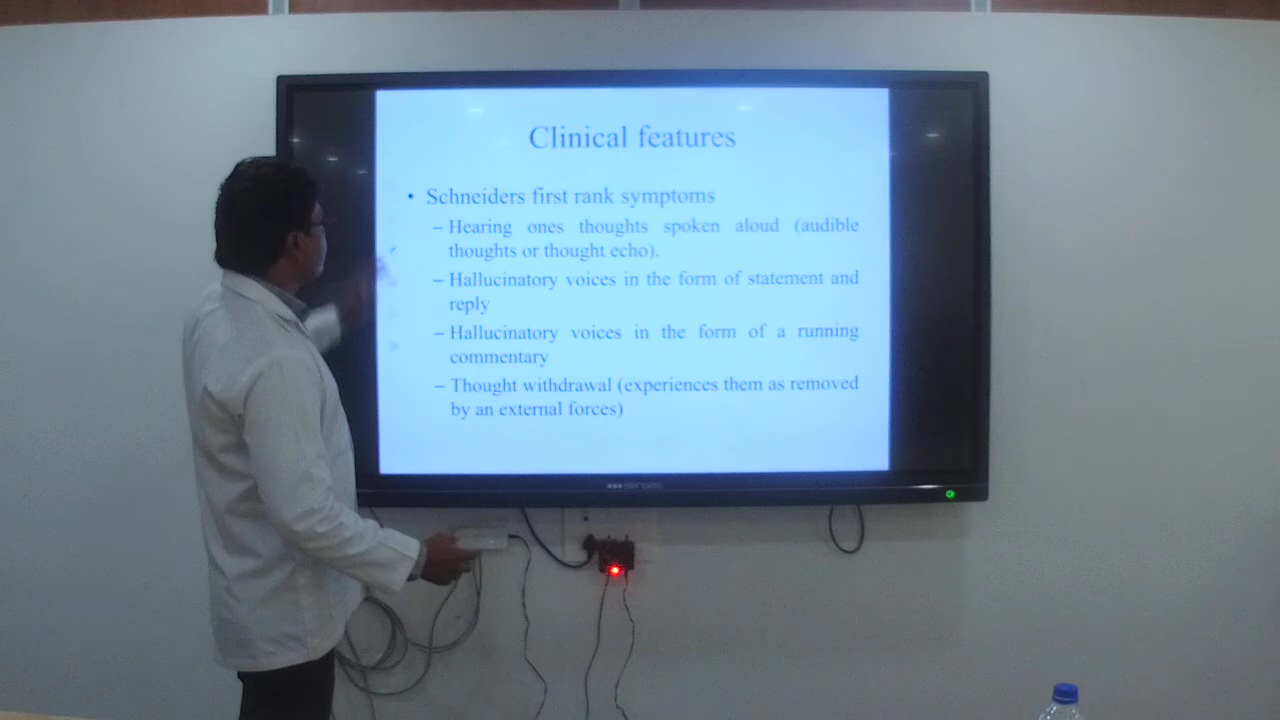 Clinical features
• Schneiders first rank symptoms
– Hearing ones thoughts spoken aloud (audible
thoughts or thought echo).
– Hallucinatory voices in the form of statement and
reply
– Hallucinatory voices in the form of a running
commentary
– Thought withdrawal (experiences them as removed
by an external forces)